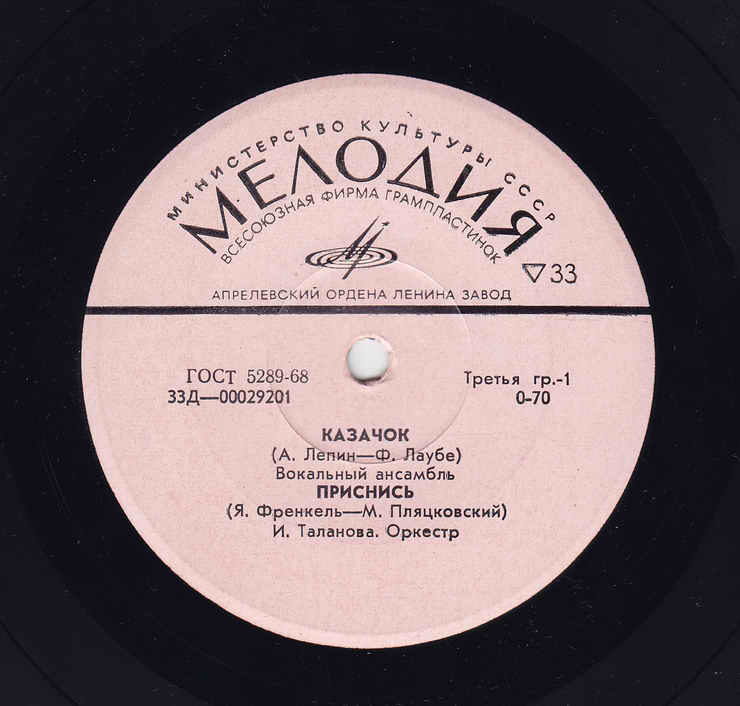 МИНИСТЕРСТВО КУЛЬТУРЫ СССР
МЕЛОДИЯ
ВСЕСОЮЗНАЯ ФИРМА ГРАМПЛАСТИНОК
33
АПРЕЛЕВСКИЙ ОРДЕНА ЛЕНИНА ЗАВОД
ГОСТ 5289-68 Третья гр.-1
33Д—00029201 0-70
КАЗАЧОК
(А. Лепин—Ф. Лаубе)
Вокальный ансамбль
ПРИСНИСЬ
(Я. Френкель—М. Пляцковский)
И. Таланова. Оркестр